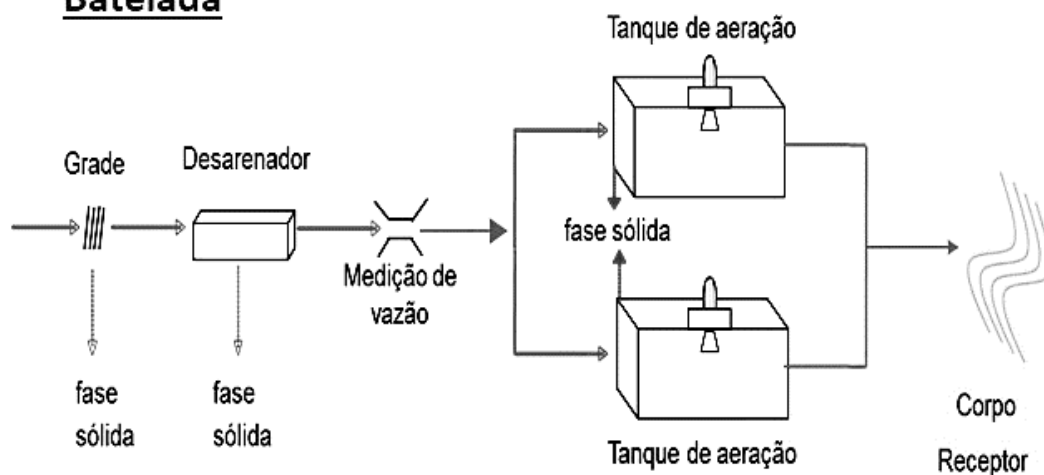 Batelada
Tanque de aeração
Grade
Desarenador
fase sólida
Medição de
vazão
fase
sólida
fase
sólida
Tanque de aeração
Corpo
Receptor